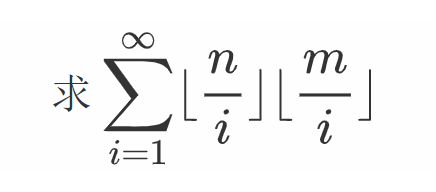 求 $\sum_{i=1}^{\infty} \lfloor \frac{n}{i} \rfloor \lfloor \frac{m}{i} \rfloor$